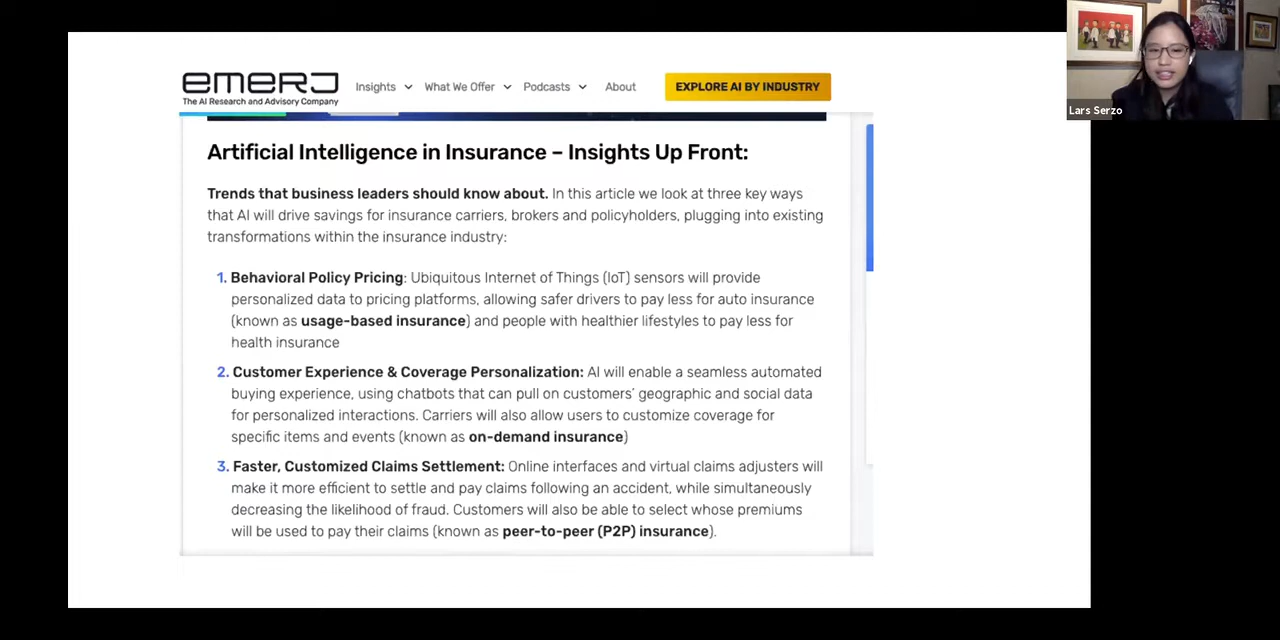 emerj
The AI Research and Advisory Company
Insights
What We Offer
Podcasts
About
EXPLORE AI BY INDUSTRY
Lars Serzo
Artificial Intelligence in Insurance – Insights Up Front:
Trends that business leaders should know about. In this article we look at three key ways
that AI will drive savings for insurance carriers, brokers and policyholders, plugging into existing
transformations within the insurance industry:
1. Behavioral Policy Pricing: Ubiquitous Internet of Things (IoT) sensors will provide
personalized data to pricing platforms, allowing safer drivers to pay less for auto insurance
(known as usage-based insurance) and people with healthier lifestyles to pay less for
health insurance
2. Customer Experience & Coverage Personalization: AI will enable a seamless automated
buying experience, using chatbots that can pull on customers’ geographic and social data
for personalized interactions. Carriers will also allow users to customize coverage for
specific items and events (known as on-demand insurance)
3. Faster, Customized Claims Settlement: Online interfaces and virtual claims adjusters will
make it more efficient to settle and pay claims following an accident, while simultaneously
decreasing the likelihood of fraud. Customers will also be able to select whose premiums
will be used to pay their claims (known as peer-to-peer (P2P) insurance).